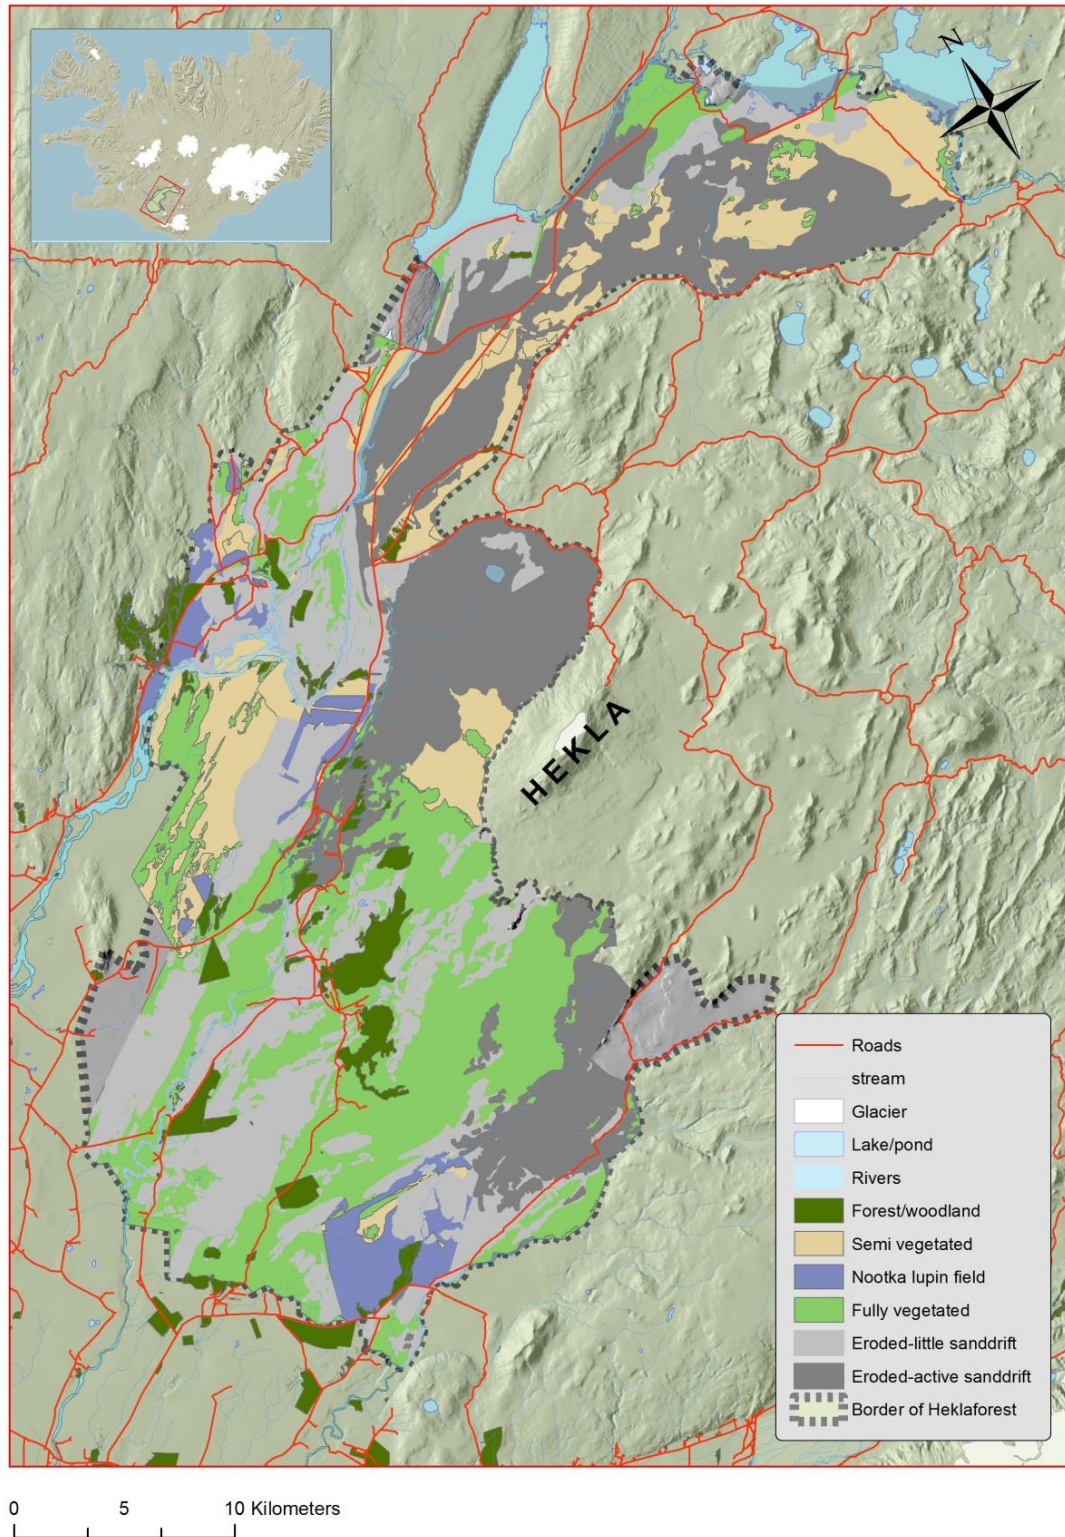 N
HEKLA
Roads
stream
Glacier
Lake/pond
Rivers
Forest/woodland
Semi vegetated
Nootka lupin field
Fully vegetated
Eroded-little sanddrift
Eroded-active sanddrift
Border of Heklaforest
0 5 10 Kilometers